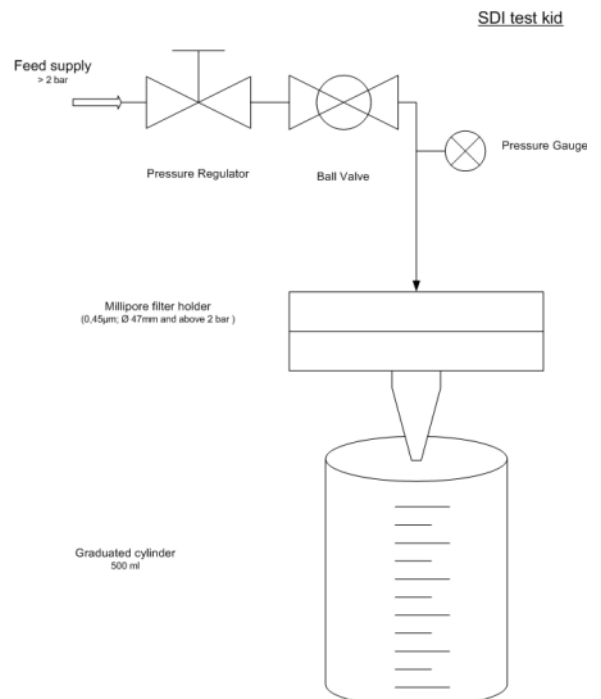 SDI test kid
Feed supply
> 2 bar
Pressure Regulator
Ball Valve
Pressure Gauge
Millipore filter holder
(0,45µm; Ø 47mm and above 2 bar )
Graduated cylinder
500 ml